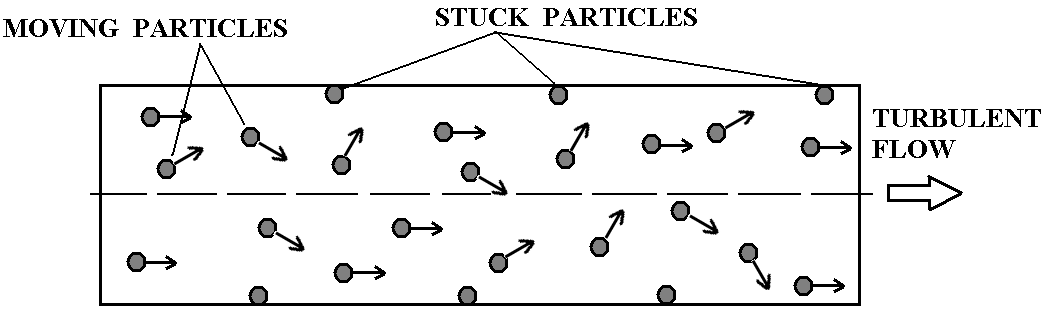 MOVING PARTICLES
STUCK PARTICLES
TURBULENT
FLOW